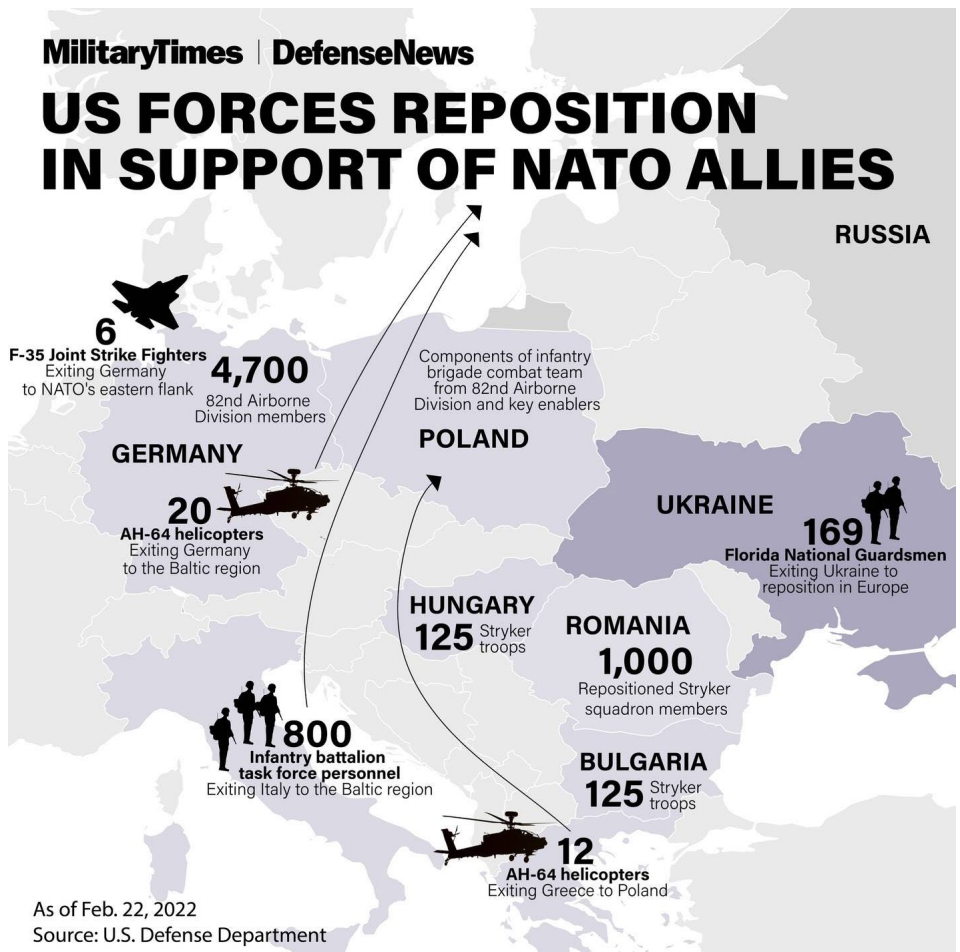 MilitaryTimes | DefenseNews
US FORCES REPOSITION
IN SUPPORT OF NATO ALLIES
RUSSIA
6
F-35 Joint Strike Fighters
Exiting Germany
to NATO's eastern flank
4,700
82nd Airborne
Division members
Components of infantry
brigade combat team
from 82nd Airborne
Division and key enablers
POLAND
GERMANY
20
AH-64 helicopters
Exiting Germany
to the Baltic region
UKRAINE
169
Florida National Guardsmen
Exiting Ukraine to
reposition in Europe
HUNGARY
125 Stryker
troops
ROMANIA
1,000
Repositioned Stryker
squadron members
800
Infantry battalion
task force personnel
Exiting Italy to the Baltic region
BULGARIA
125 Stryker
troops
12
AH-64 helicopters
Exiting Greece to Poland
As of Feb. 22, 2022
Source: U.S. Defense Department